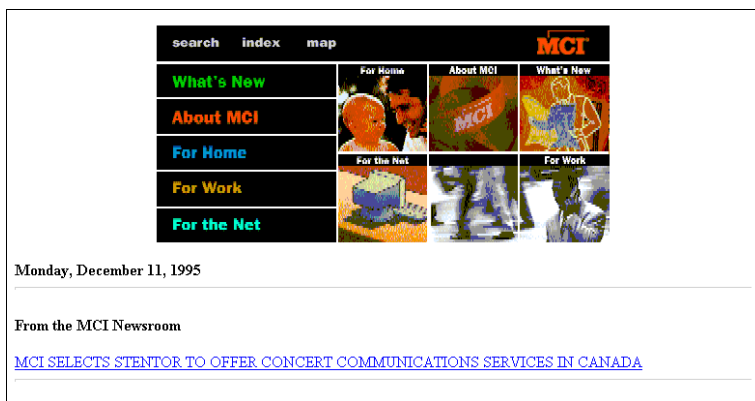 search index map MCI
What's New
About MCI
For Home
For Work
For the Net
For Home About MCI What's New
MCI
For the Net For Work
Monday, December 11, 1995
From the MCI Newsroom
MCI SELECTS STENTOR TO OFFER CONCERT COMMUNICATIONS SERVICES IN CANADA